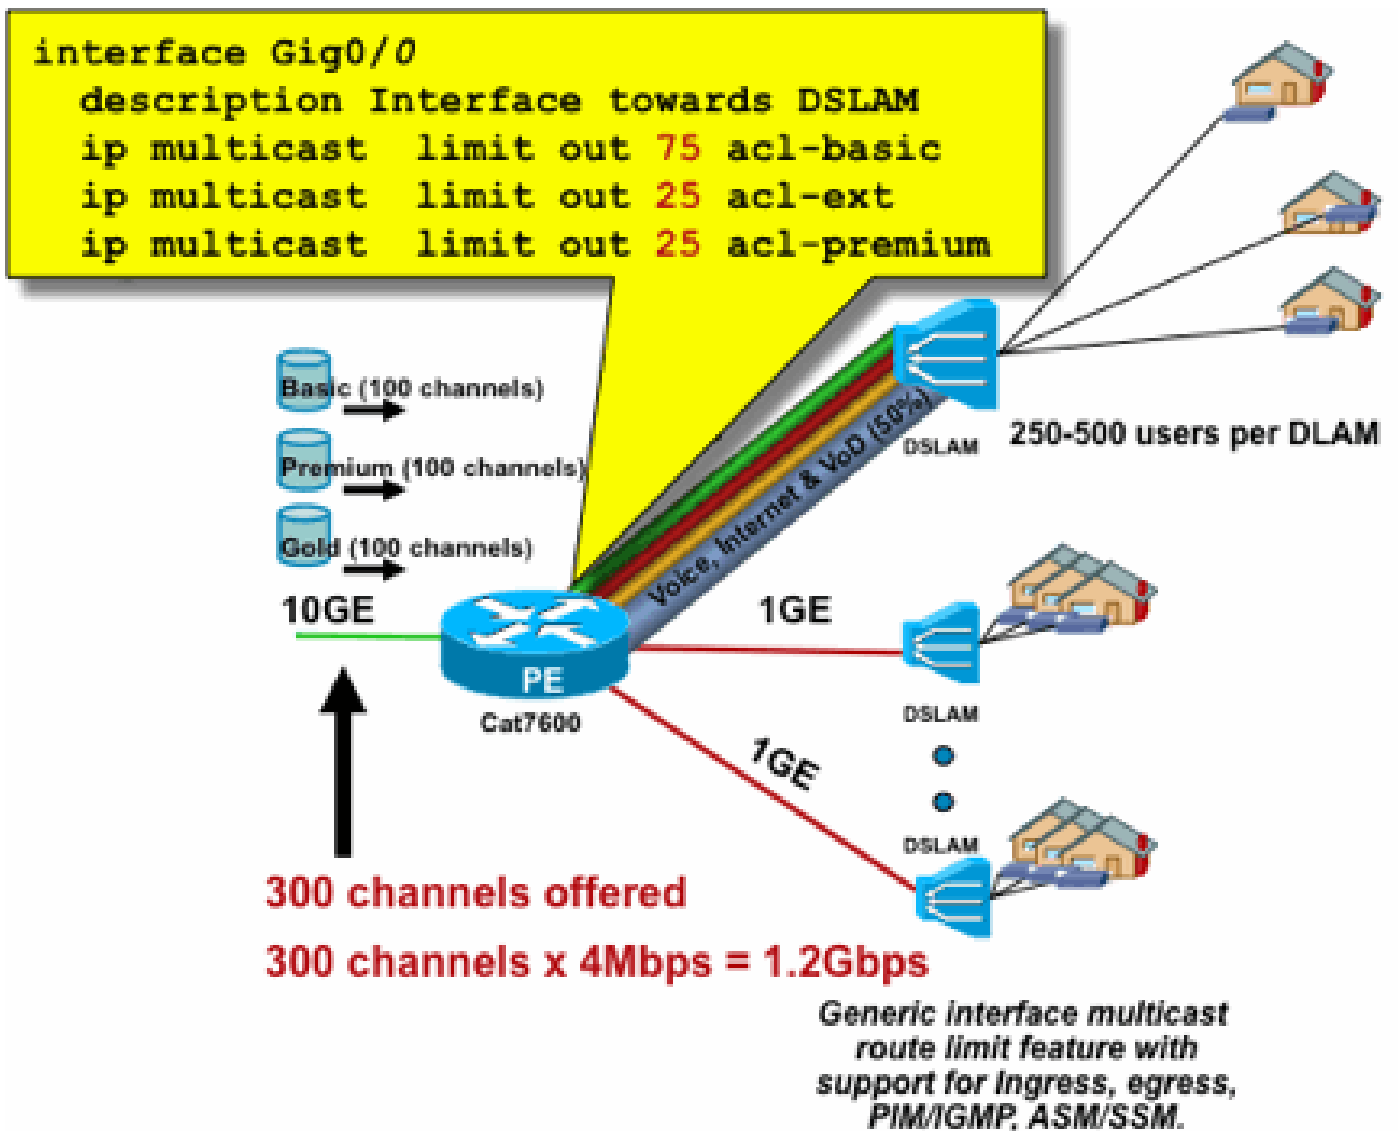 interface Gig0/0
description Interface towards DSLAM
ip multicast limit out 75 acl-basic
ip multicast limit out 25 acl-ext
ip multicast limit out 25 acl-premium
Basic (100 channels)
Premium (100 channels)
Gold (100 channels)
10GE
PE
Cat7600
Voice, Internet & VoD (50%)
DSLAM
250-500 users per DLAM
1GE
DSLAM
1GE
DSLAM
300 channels offered
300 channels x 4Mbps = 1.2Gbps
Generic interface multicast
route limit feature with
support for Ingress, egress,
PIM/IGMP, ASM/SSM.